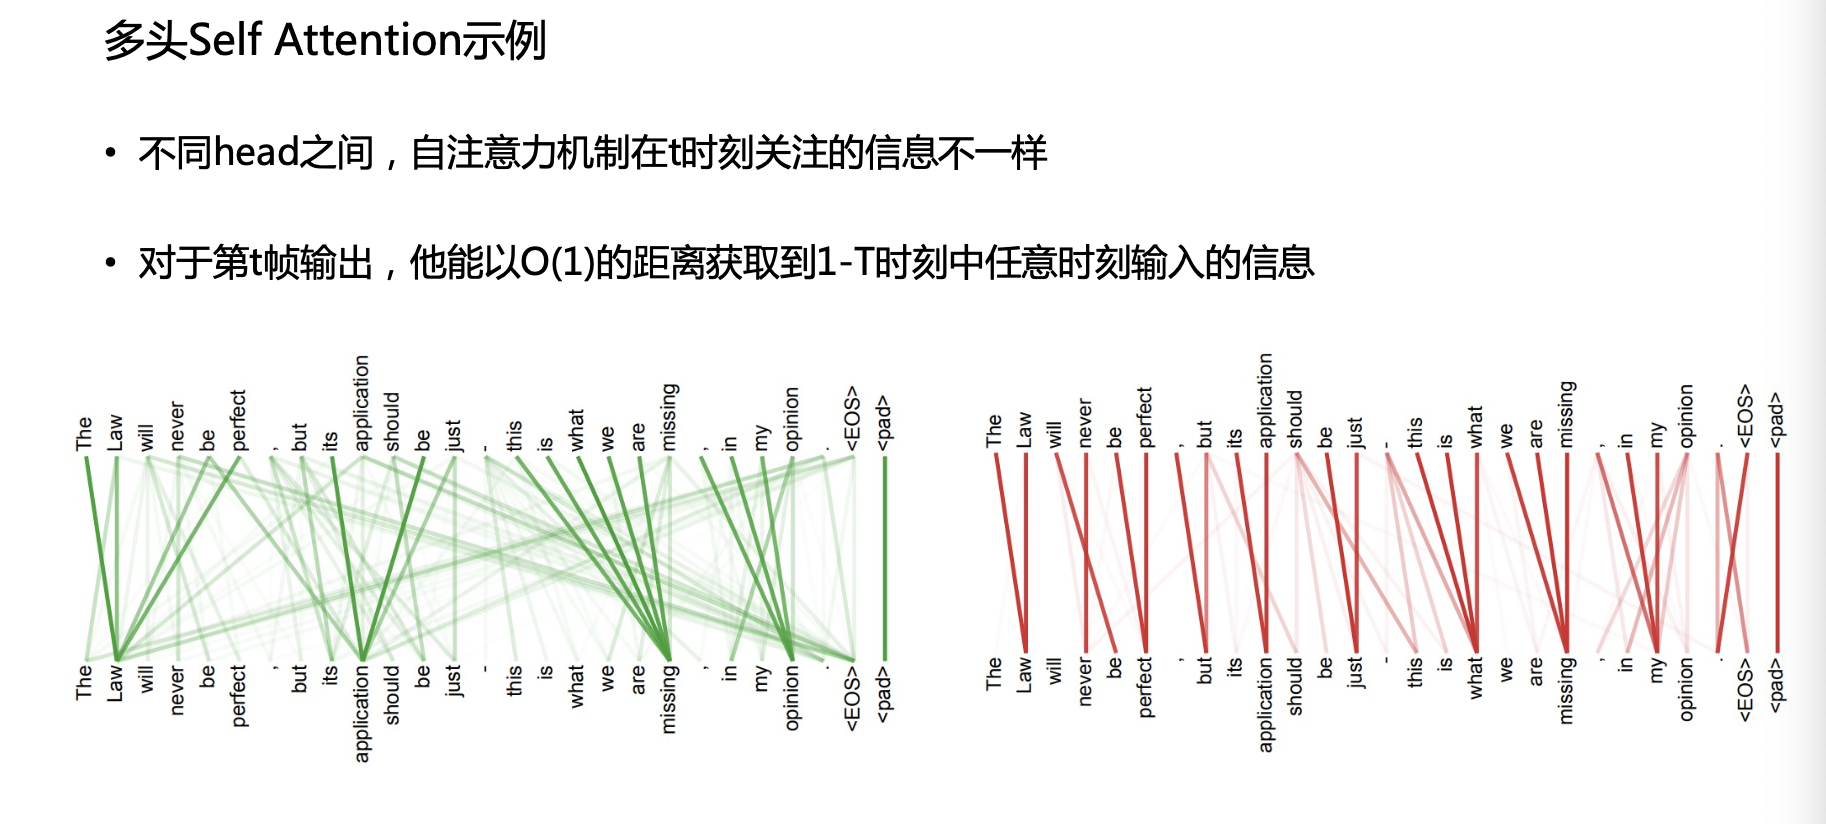 多头Self Attention示例
• 不同head之间，自注意力机制在t时刻关注的信息不一样
• 对于第t帧输出，他能以O(1)的距离获取到1-T时刻中任意时刻输入的信息
The Law will never be perfect , but its application should be just - this is what we are missing , in my opinion . <EOS> <pad>
The Law will never be perfect , but its application should be just - this is what we are missing , in my opinion . <EOS> <pad>
The Law will never be perfect , but its application should be just - this is what we are missing , in my opinion . <EOS> <pad>
The Law will never be perfect , but its application should be just - this is what we are missing , in my opinion . <EOS> <pad>